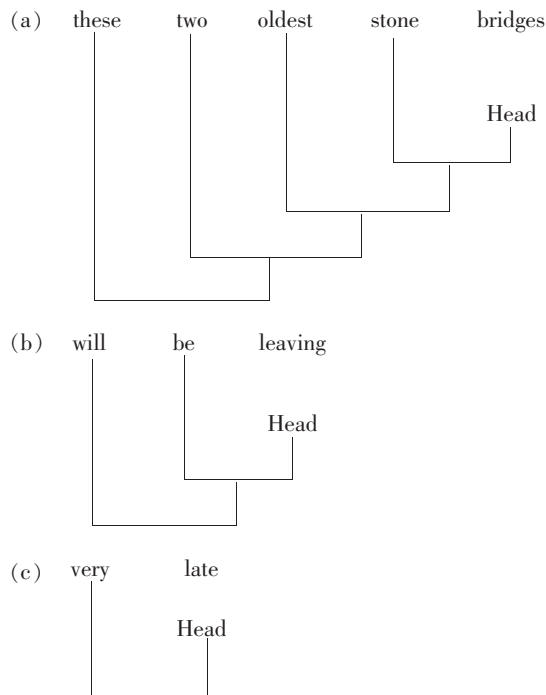 (a) these two oldest stone bridges
Head
(b) will be leaving
Head
(c) very late
Head